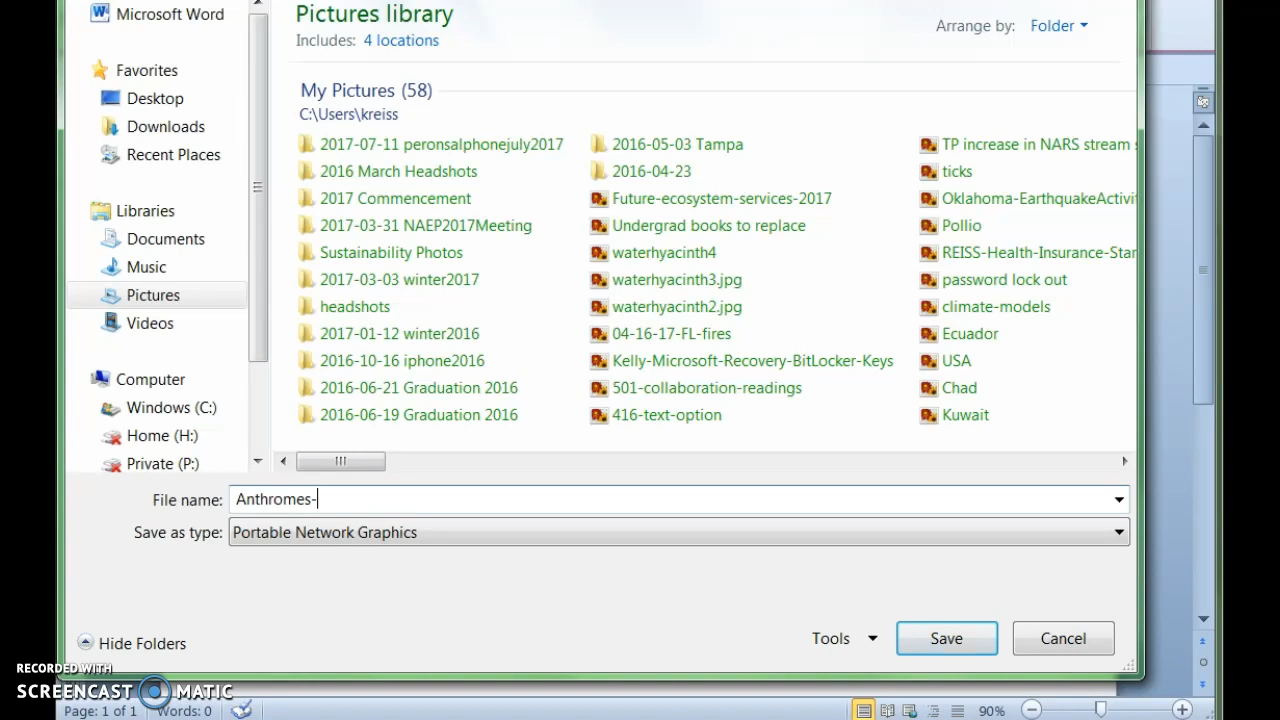 Microsoft Word
Favorites
Desktop
Downloads
Recent Places
Libraries
Documents
Music
Pictures
Videos
Computer
Windows (C:)
Home (H:)
Private (P:)
Pictures library
Includes: 4 locations
Arrange by: Folder
My Pictures (58)
C:\Users\kreiss
2017-07-11 peronsalphonejuly2017
2016 March Headshots
2017 Commencement
2017-03-31 NAEP2017Meeting
Sustainability Photos
2017-03-03 winter2017
headshots
2017-01-12 winter2016
2016-10-16 iphone2016
2016-06-21 Graduation 2016
2016-06-19 Graduation 2016
2016-05-03 Tampa
2016-04-23
Future-ecosystem-services-2017
Undergrad books to replace
waterhyacinth4
waterhyacinth3.jpg
waterhyacinth2.jpg
04-16-17-FL-fires
Kelly-Microsoft-Recovery-BitLocker-Keys
501-collaboration-readings
416-text-option
TP increase in NARS stream s
ticks
Oklahoma-EarthquakeActivit
Pollio
REISS-Health-Insurance-Star
password lock out
climate-models
Ecuador
USA
Chad
Kuwait
File name: Anthromes-
Save as type: Portable Network Graphics
Hide Folders
Tools
Save
Cancel
RECORDED WITH
SCREENCAST MATIC
Page: 1 of 1
Words: 0
90%